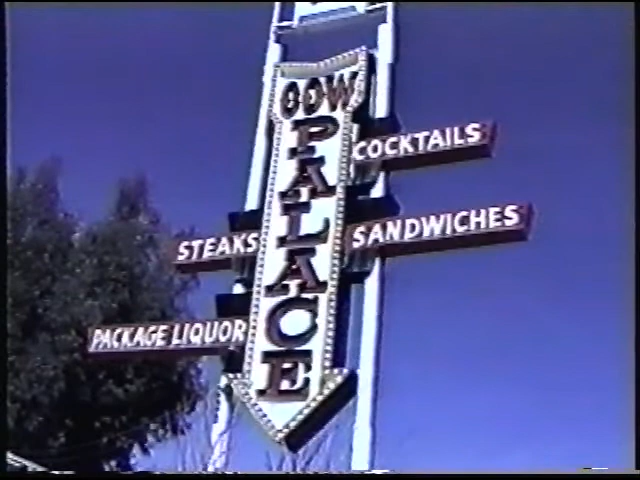 COW
PALACE
COCKTAILS
SANDWICHES
STEAKS
PACKAGE LIQUOR